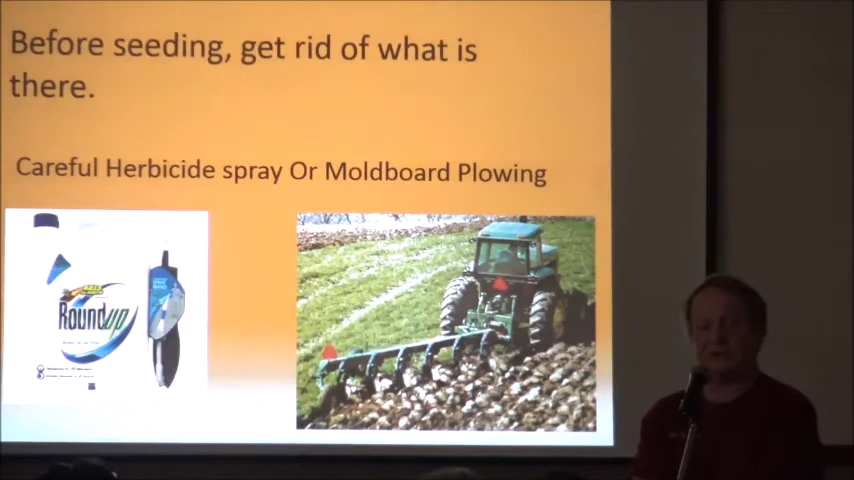 Before seeding, get rid of what is
there.
Careful Herbicide spray Or Moldboard Plowing
Roundup